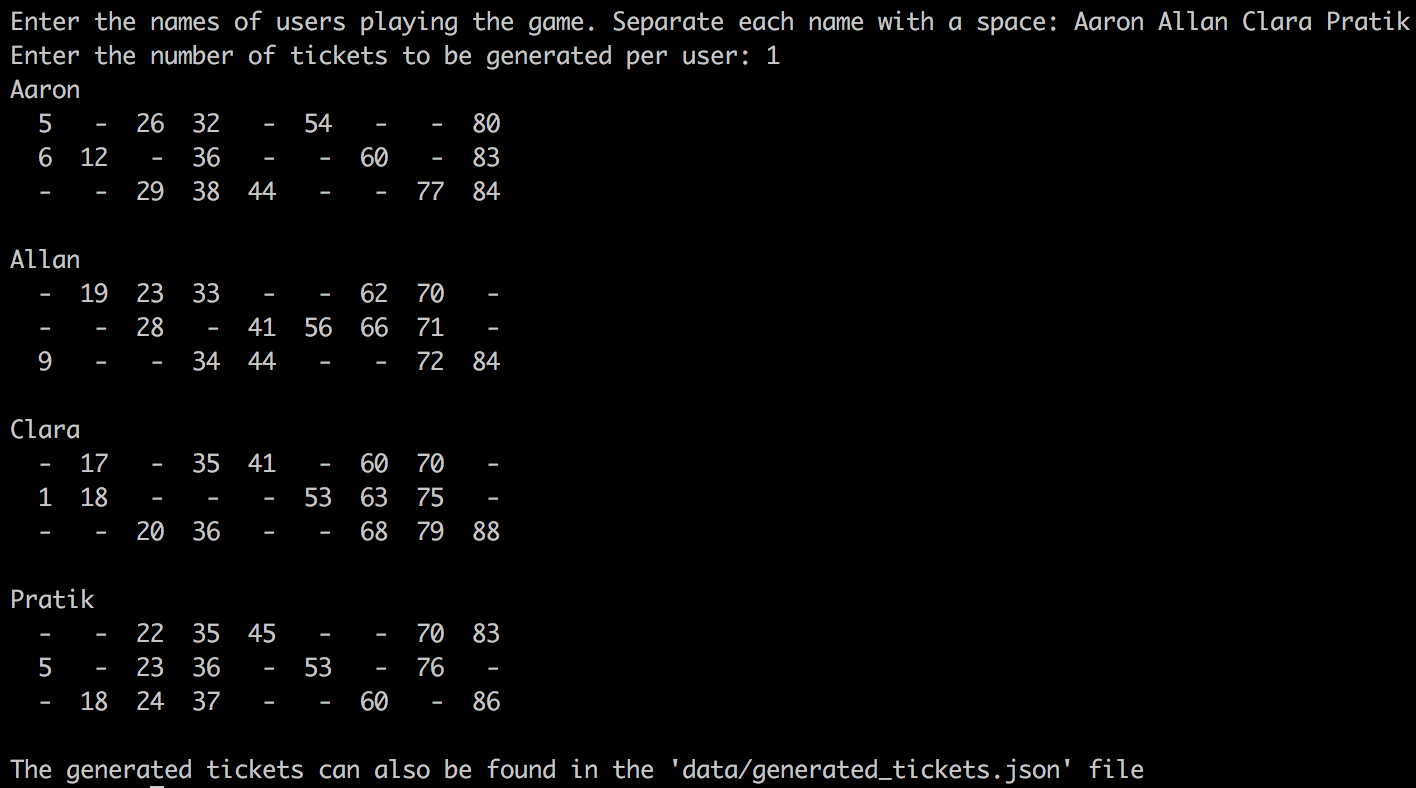 Enter the names of users playing the game. Separate each name with a space: Aaron Allan Clara Pratik
Enter the number of tickets to be generated per user: 1
Aaron
5 - 26 32 - 54 - - 80
6 12 - 36 - - 60 - 83
- - 29 38 44 - - 77 84
Allan
- 19 23 33 - - 62 70 -
- - 28 - 41 56 66 71 -
9 - - 34 44 - - 72 84
Clara
- 17 - 35 41 - 60 70 -
1 18 - - - 53 63 75 -
- - 20 36 - - 68 79 88
Pratik
- - 22 35 45 - - 70 83
5 - 23 36 - 53 - 76 -
- 18 24 37 - - 60 - 86
The generated tickets can also be found in the 'data/generated_tickets.json' file